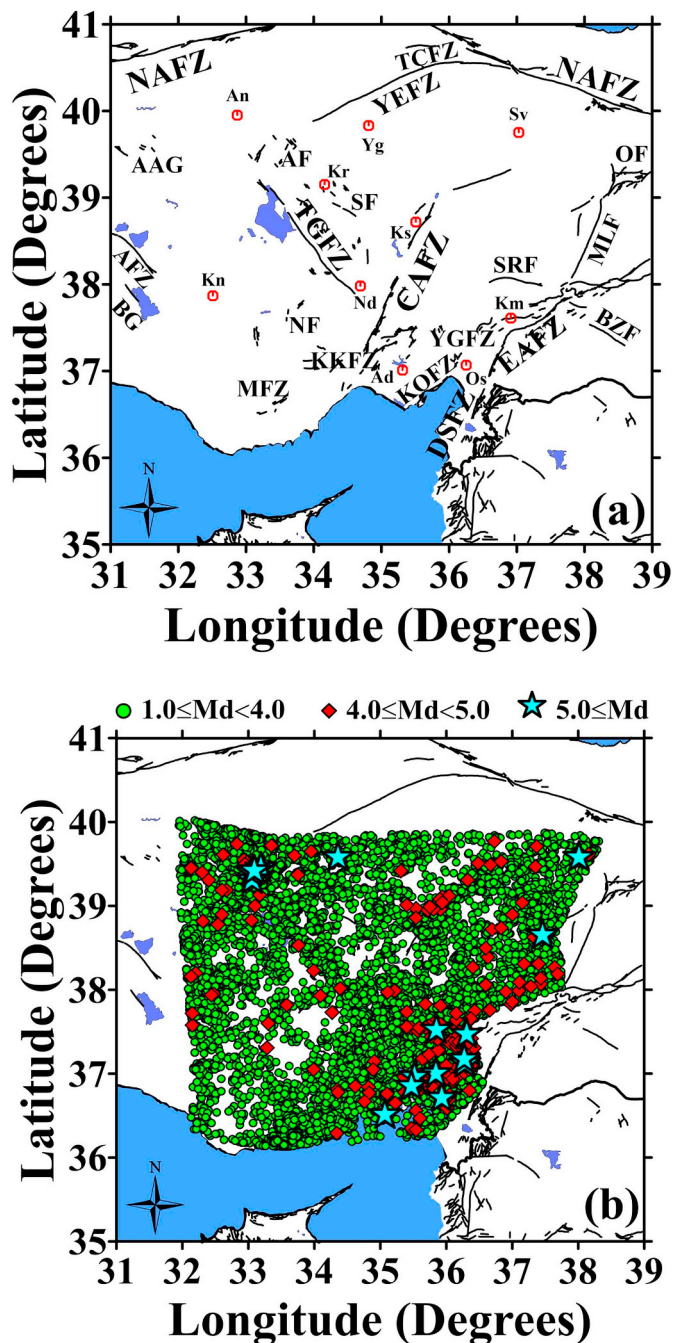 41
40
39
38
37
36
35
Latitude (Degrees)
NAFZ
TCFZ
YEFZ
NAFZ
An
Yg
Sv
AAG
AF
Kr
SF
OF
TGFZ
Ks
CAFZ
MLF
AFZ
BG
Kn
Nd
SRF
Km
NF
YGFZ
EAFZ
BZF
KKFZ
Ad
KOFZ
Os
MFZ
DSFZ
N
(a)
31 32 33 34 35 36 37 38 39
Longitude (Degrees)
1.0≤Md<4.0 4.0≤Md<5.0 5.0≤Md
41
40
39
38
37
36
35
Latitude (Degrees)
N
(b)
31 32 33 34 35 36 37 38 39
Longitude (Degrees)